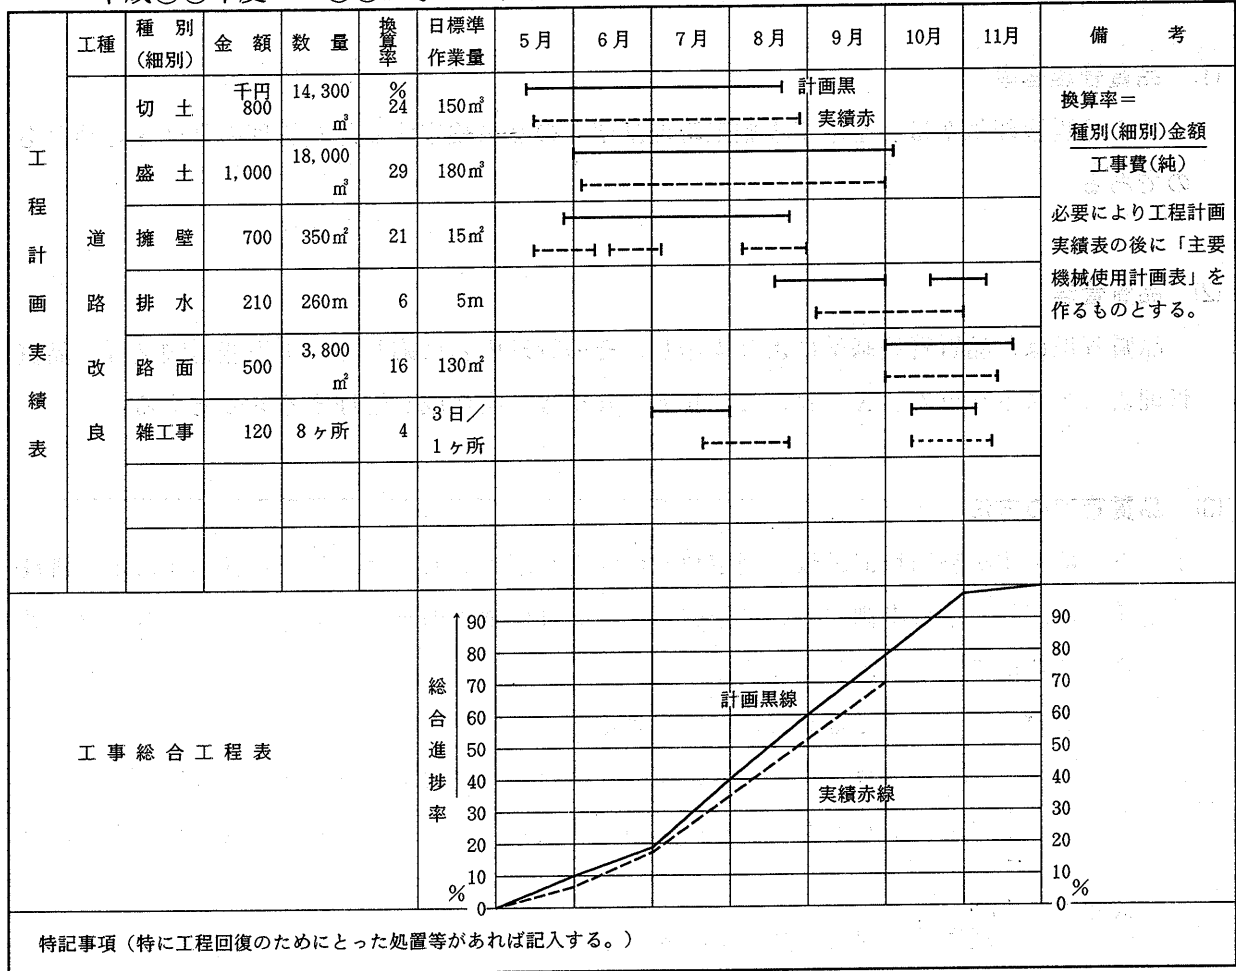 工種
種別
(細別)
金額
数量
換算率
日標準
作業量
5月
6月
7月
8月
9月
10月
11月
備考
工程計画実績表
道路改良
切土
千円
800
14,300
㎥
%
24
150㎥
計画黒
実績赤
盛土
1,000
18,000
㎥
29
180㎥
擁壁
700
350㎡
21
15㎡
排水
210
260m
6
5m
路面
500
3,800
㎡
16
130㎡
雑工事
120
8ヶ所
4
3日/
1ヶ所
換算率=
種別(細別)金額
工事費(純)
必要により工程計画
実績表の後に「主要
機械使用計画表」を
作るものとする。
工事総合工程表
総合進捗率
90
80
70
60
50
40
30
20
10
% 0
計画黒線
実績赤線
90
80
70
60
50
40
30
20
10
0 %
特記事項(特に工程回復のためにとった処置等があれば記入する。)